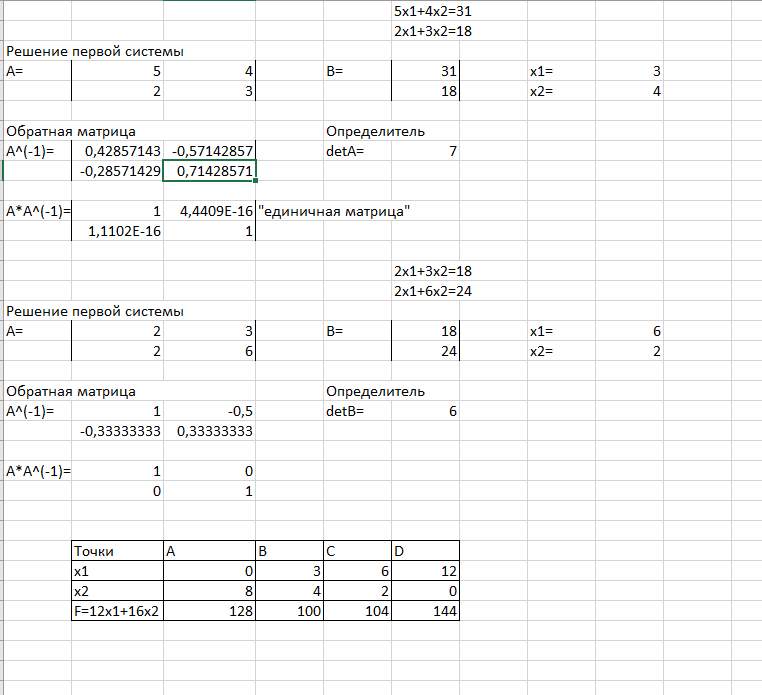 5x1+4x2=31
2x1+3x2=18
Решение первой системы
A= 5 4 B= 31 x1= 3
2 3 18 x2= 4
Обратная матрица Определитель
A^(-1)= 0,42857143 -0,57142857 detA= 7
-0,28571429 0,71428571
A*A^(-1)= 1 4,4409E-16 "единичная матрица"
1,1102E-16 1
2x1+3x2=18
2x1+6x2=24
Решение первой системы
A= 2 3 B= 18 x1= 6
2 6 24 x2= 2
Обратная матрица Определитель
A^(-1)= 1 -0,5 detB= 6
-0,33333333 0,33333333
A*A^(-1)= 1 0
0 1
Точки A B C D
x1 0 3 6 12
x2 8 4 2 0
F=12x1+16x2 128 100 104 144